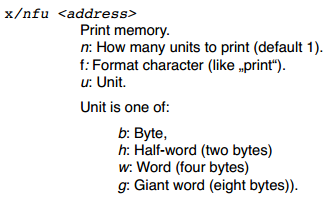 x/nfu <address>
Print memory.
n: How many units to print (default 1).
f: Format character (like „print“).
u: Unit.
Unit is one of:
b: Byte,
h: Half-word (two bytes)
w: Word (four bytes)
g: Giant word (eight bytes)).